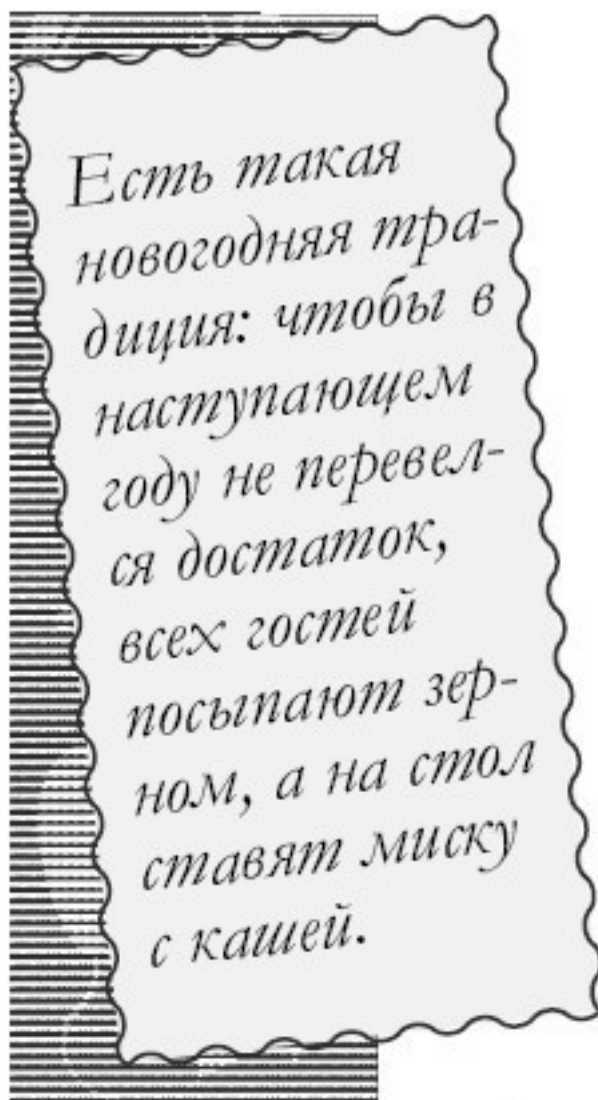 Есть такая
новогодняя тра-
диция: чтобы в
наступающем
году не перевел-
ся достаток,
всех гостей
посыпают зер-
ном, а на стол
ставят миску
с кашей.